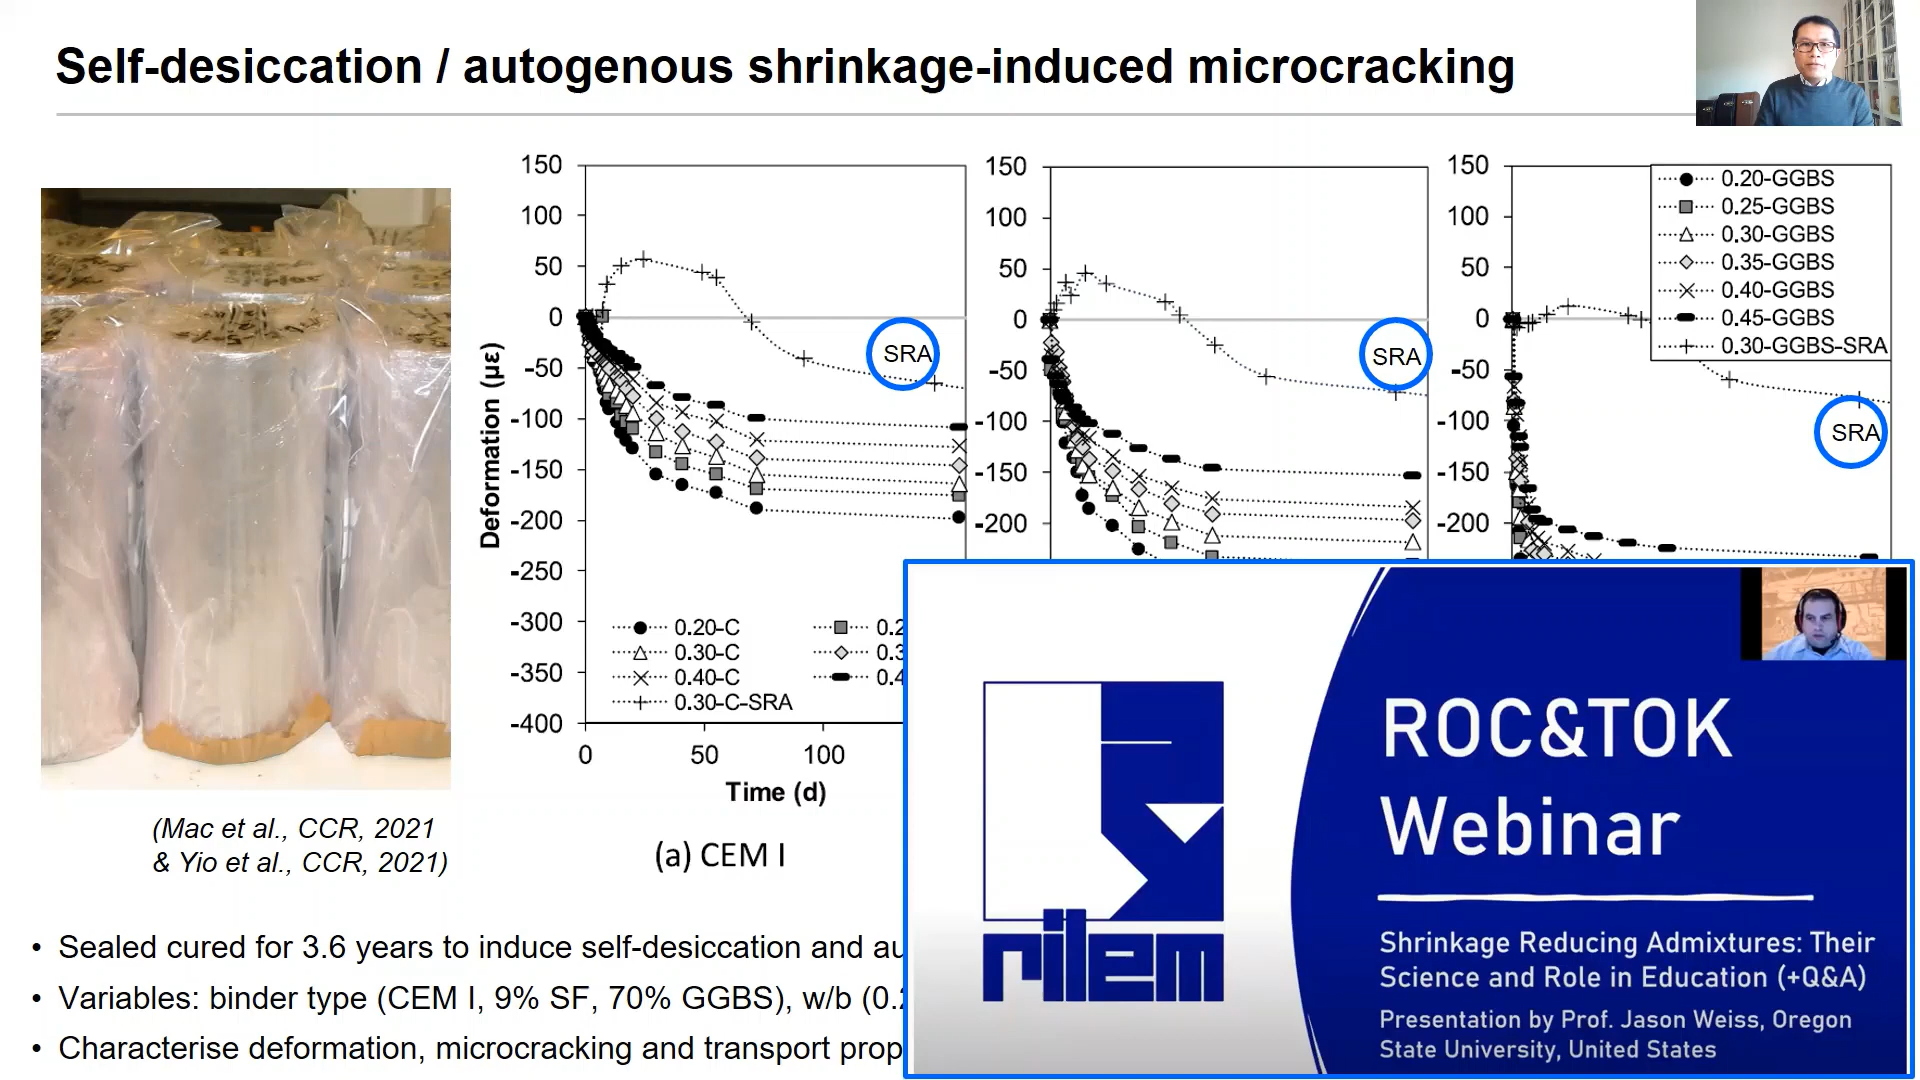 Self-desiccation / autogenous shrinkage-induced microcracking
150
100
50
0
-50
-100
-150
-200
-250
-300
-350
-400
Deformation (µε)
SRA
0.20-C
0.2
0.30-C
0.3
0.40-C
0.4
0.30-C-SRA
0
50
100
Time (d)
(a) CEM I
150
100
50
0
-50
-100
-150
-200
SRA
150
100
50
0
-50
-100
-150
-200
0.20-GGBS
0.25-GGBS
0.30-GGBS
0.35-GGBS
0.40-GGBS
0.45-GGBS
0.30-GGBS-SRA
SRA
(Mac et al., CCR, 2021
& Yio et al., CCR, 2021)
• Sealed cured for 3.6 years to induce self-desiccation and au
• Variables: binder type (CEM I, 9% SF, 70% GGBS), w/b (0.2
• Characterise deformation, microcracking and transport prop
rilem
ROC&TOK
Webinar
Shrinkage Reducing Admixtures: Their
Science and Role in Education (+Q&A)
Presentation by Prof. Jason Weiss, Oregon
State University, United States